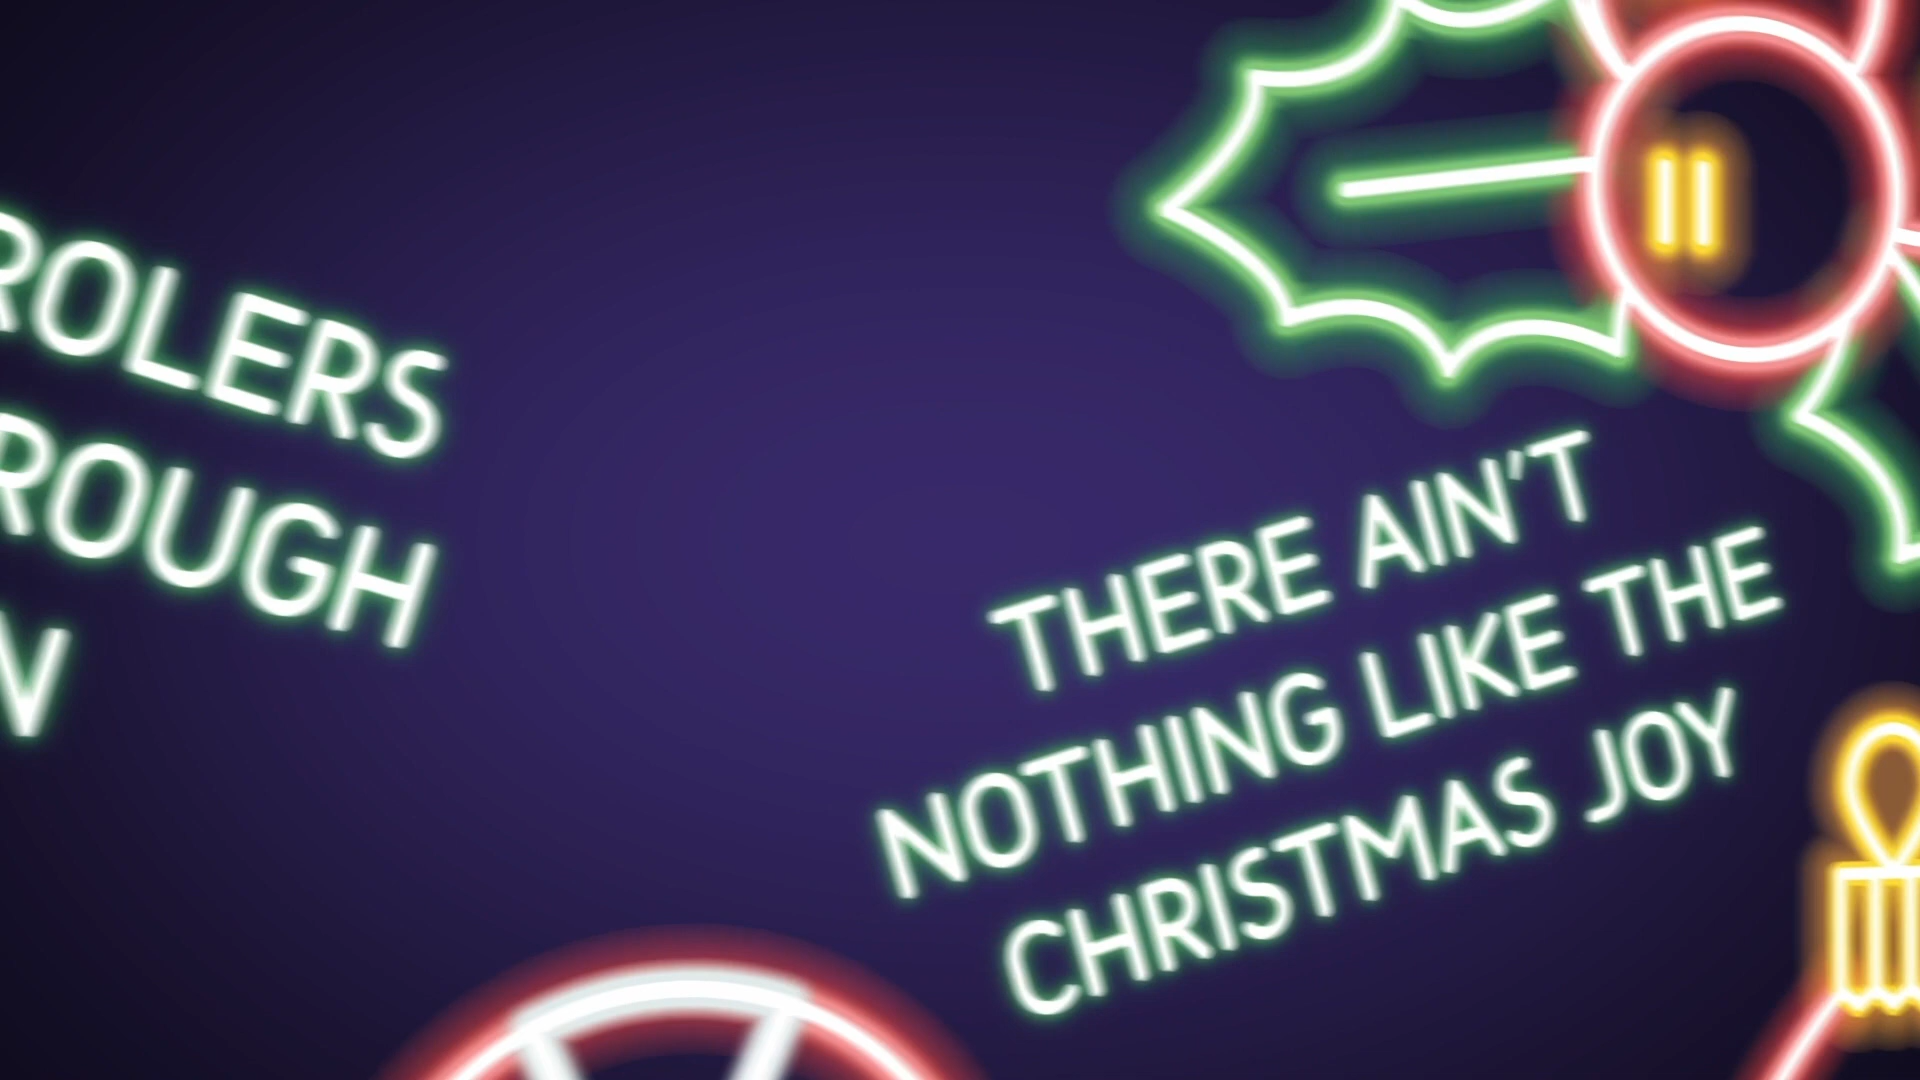 ROLERS
ROUGH
N
THERE AIN'T
NOTHING LIKE THE
CHRISTMAS JOY